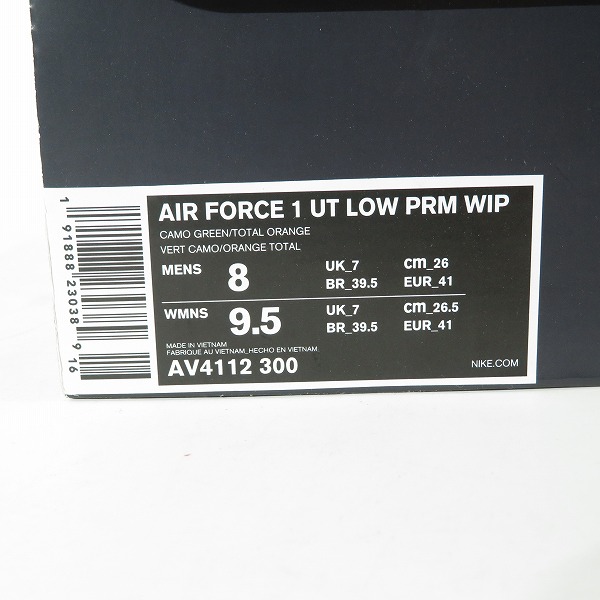 AIR FORCE 1 UT LOW PRM WIP
CAMO GREEN/TOTAL ORANGE
VERT CAMO/ORANGE TOTAL
MENS 8 UK_7 cm_26
BR_39.5 EUR_41
WMNS 9.5 UK_7 cm_26.5
BR_39.5 EUR_41
MADE IN VIETNAM
FABRIQUE AU VIETNAM_HECHO EN VIETNAM
AV4112 300 NIKE.COM
1 91888 23038 9 16